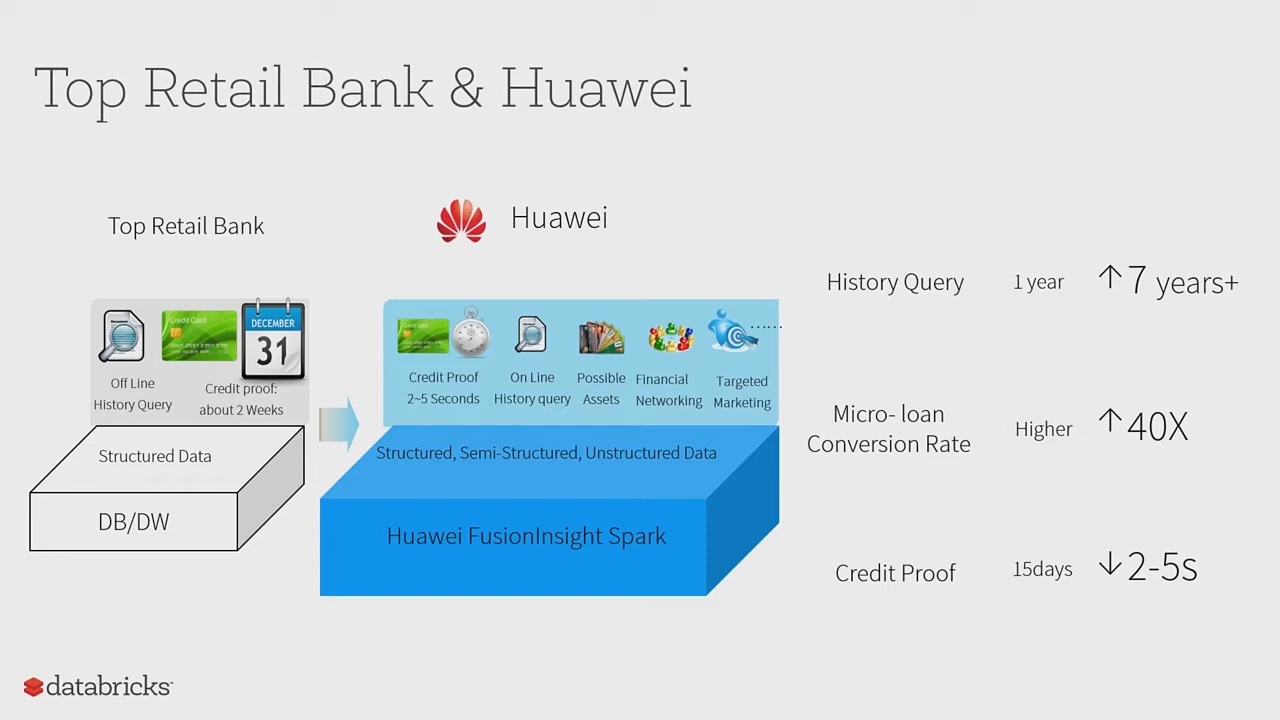 Top Retail Bank & Huawei
Top Retail Bank
Huawei
Off Line
History Query
Credit Card
DECEMBER
31
Credit proof:
about 2 Weeks
Structured Data
DB/DW
Credit Proof
2~5 Seconds
On Line
History query
Possible
Assets
Financial
Networking
Targeted
Marketing
......
Structured, Semi-Structured, Unstructured Data
Huawei FusionInsight Spark
History Query 1 year ↑7 years+
Micro- loan
Conversion Rate Higher ↑40X
Credit Proof 15days ↓2-5s
databricks